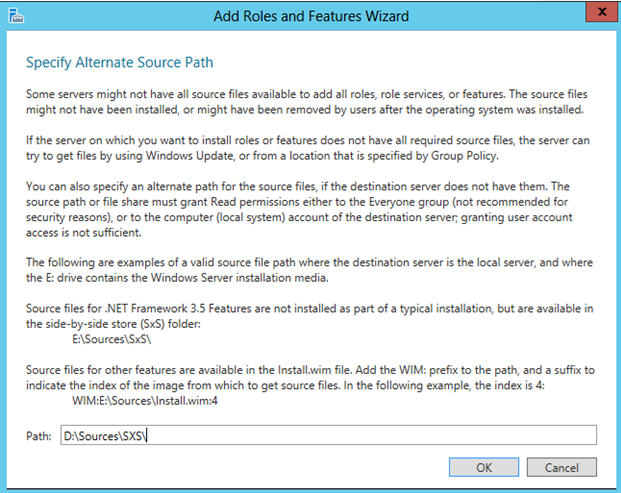 Add Roles and Features Wizard
x
Specify Alternate Source Path
Some servers might not have all source files available to add all roles, role services, or features. The source files
might not have been installed, or might have been removed by users after the operating system was installed.
If the server on which you want to install roles or features does not have all required source files, the server can
try to get files by using Windows Update, or from a location that is specified by Group Policy.
You can also specify an alternate path for the source files, if the destination server does not have them. The
source path or file share must grant Read permissions either to the Everyone group (not recommended for
security reasons), or to the computer (local system) account of the destination server; granting user account
access is not sufficient.
The following are examples of a valid source file path where the destination server is the local server, and where
the E: drive contains the Windows Server installation media.
Source files for .NET Framework 3.5 Features are not installed as part of a typical installation, but are available in
the side-by-side store (SxS) folder:
E:\Sources\SxS\
Source files for other features are available in the Install.wim file. Add the WIM: prefix to the path, and a suffix to
indicate the index of the image from which to get source files. In the following example, the index is 4:
WIM:E:\Sources\Install.wim:4
Path: D:\Sources\SXS\
OK Cancel